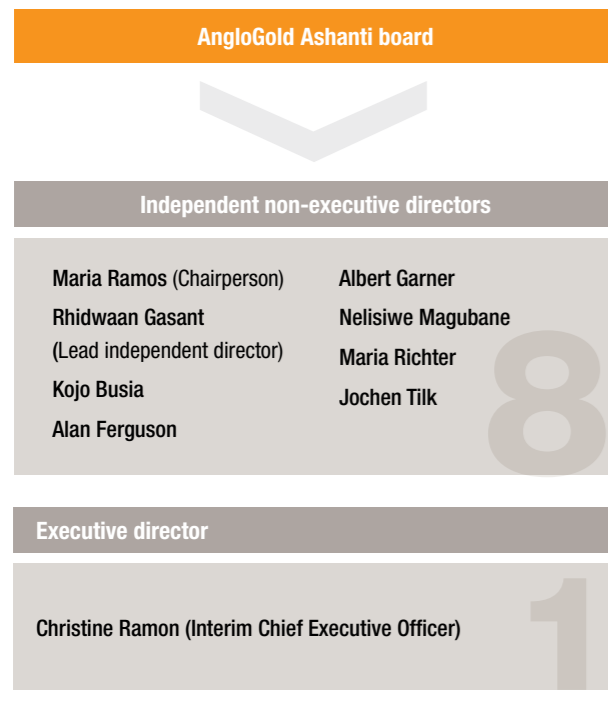 AngloGold Ashanti board
Independent non-executive directors
Maria Ramos (Chairperson)
Rhidwaan Gasant
(Lead independent director)
Kojo Busia
Alan Ferguson
Albert Garner
Nelisiwe Magubane
Maria Richter
Jochen Tilk
8
Executive director
Christine Ramon (Interim Chief Executive Officer)
1